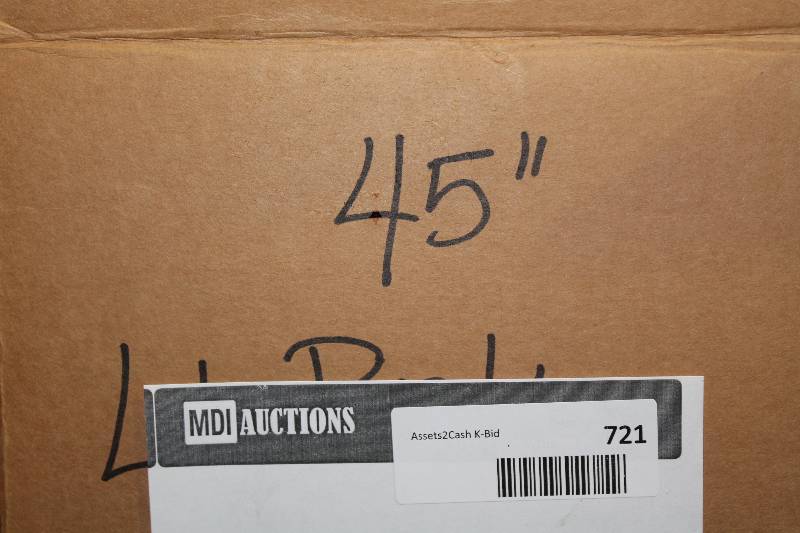 45"
MDI AUCTIONS
Assets2Cash K-Bid
721